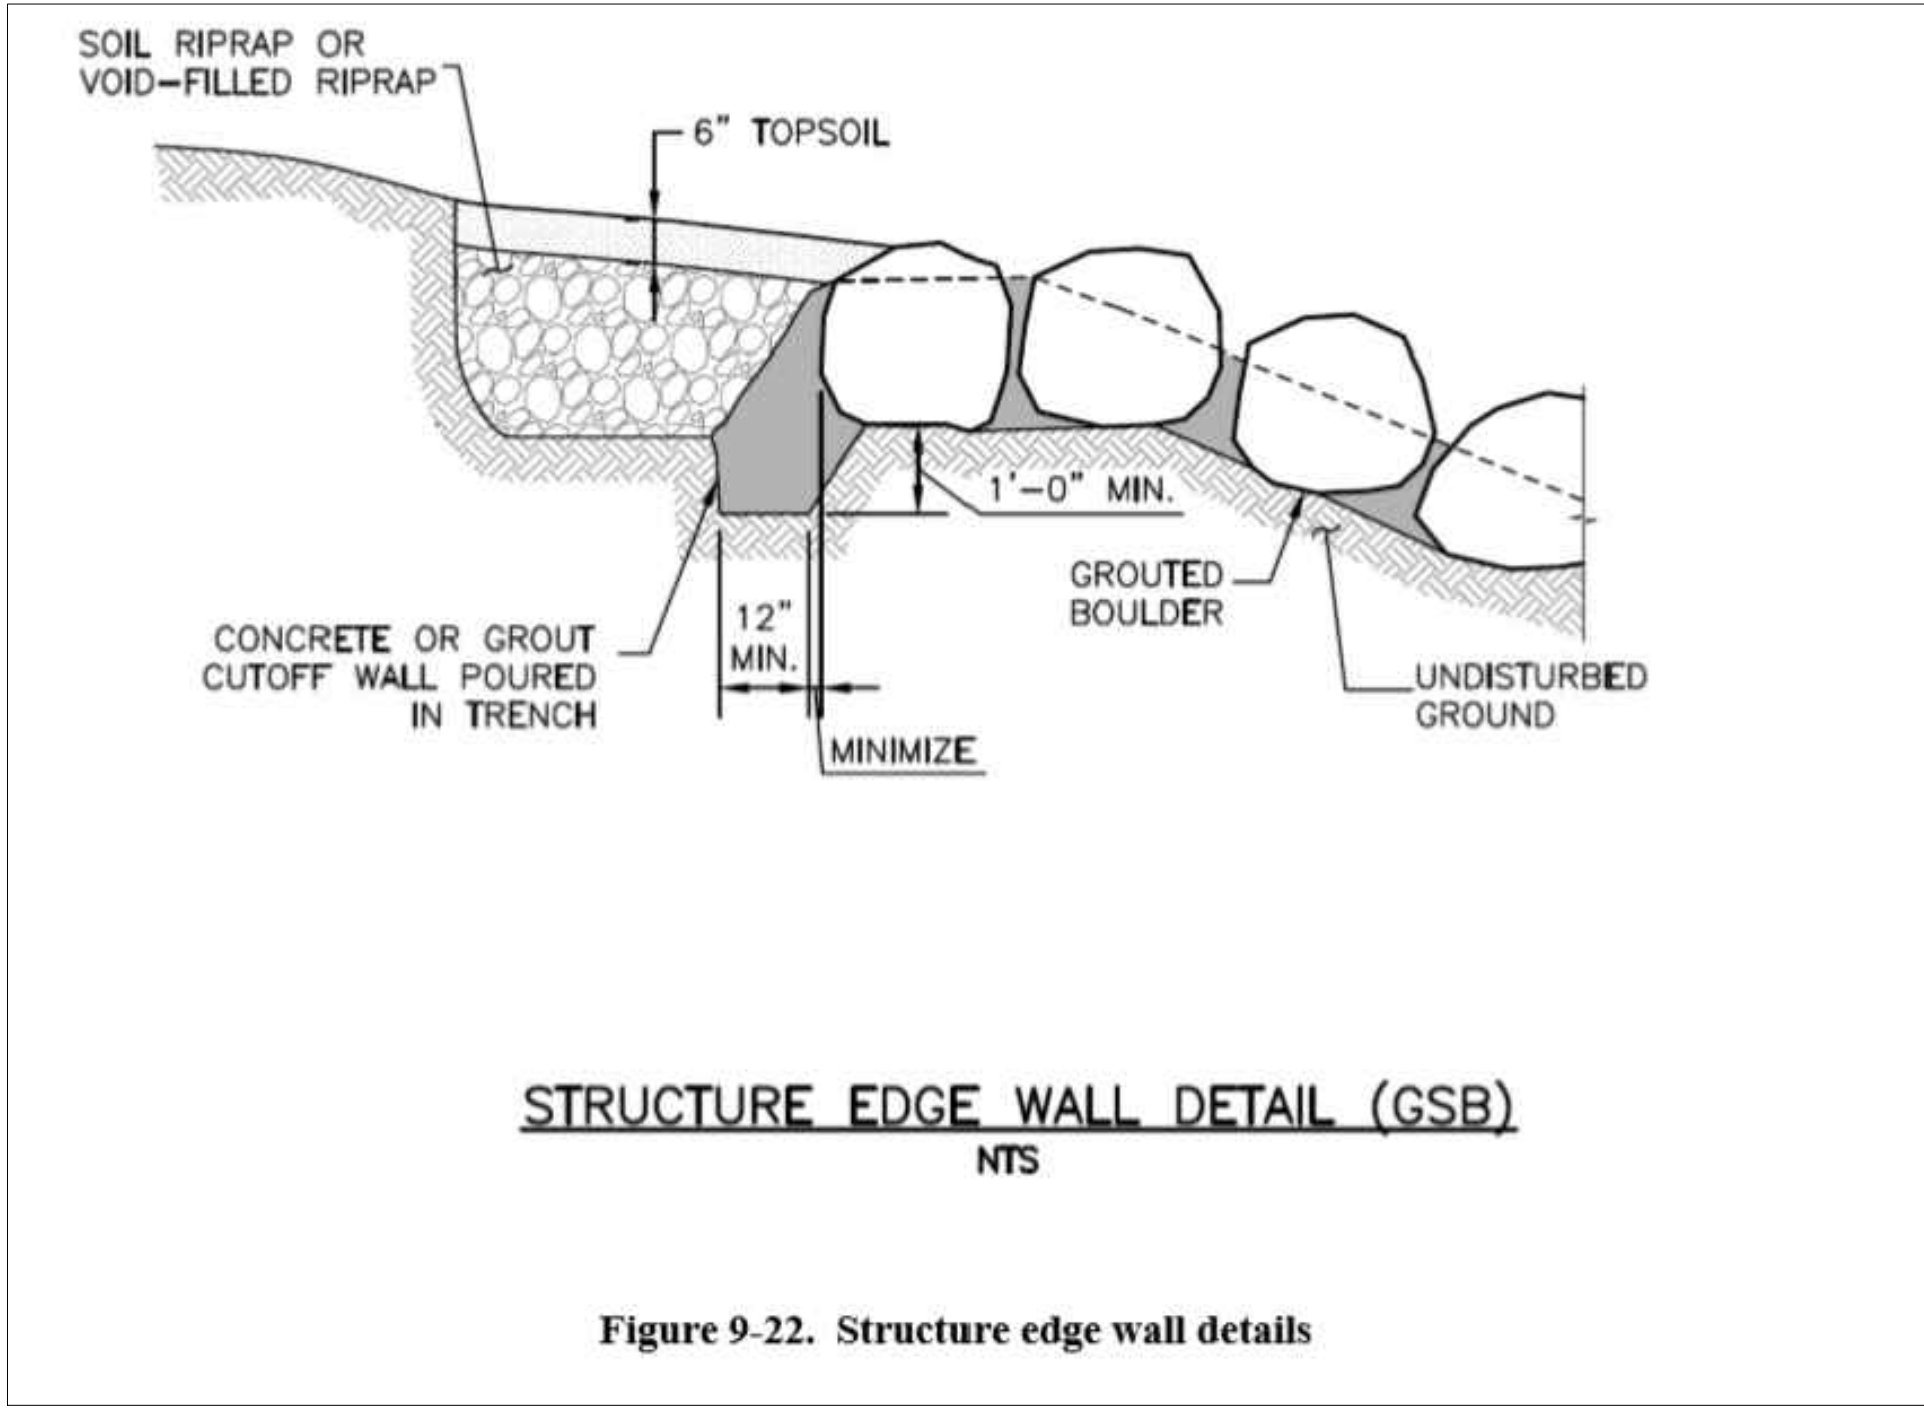 SOIL RIPRAP OR
VOID-FILLED RIPRAP
6" TOPSOIL
1'-0" MIN.
GROUTED
BOULDER
12"
MIN.
CONCRETE OR GROUT
CUTOFF WALL POURED
IN TRENCH
UNDISTURBED
GROUND
MINIMIZE
STRUCTURE EDGE WALL DETAIL (GSB)
NTS
Figure 9-22. Structure edge wall details